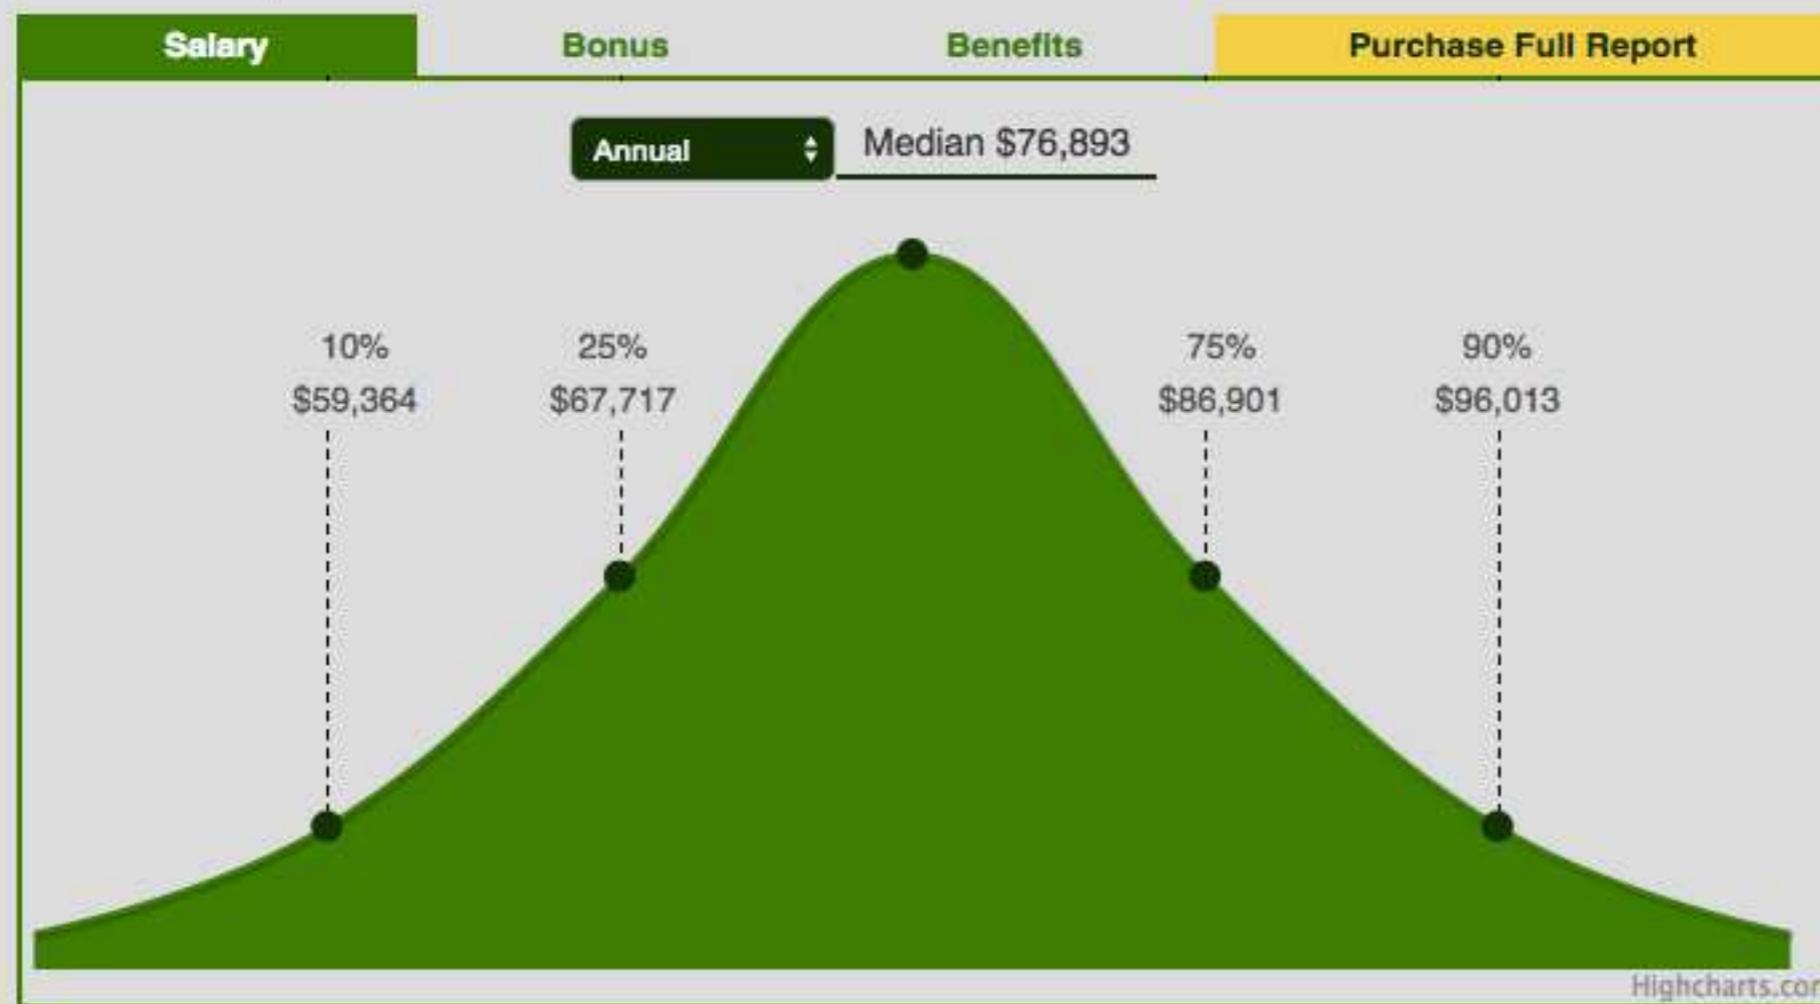 Salary Bonus Benefits Purchase Full Report
Annual Median $76,893
10% 25% 75% 90%
$59,364 $67,717 $86,901 $96,013